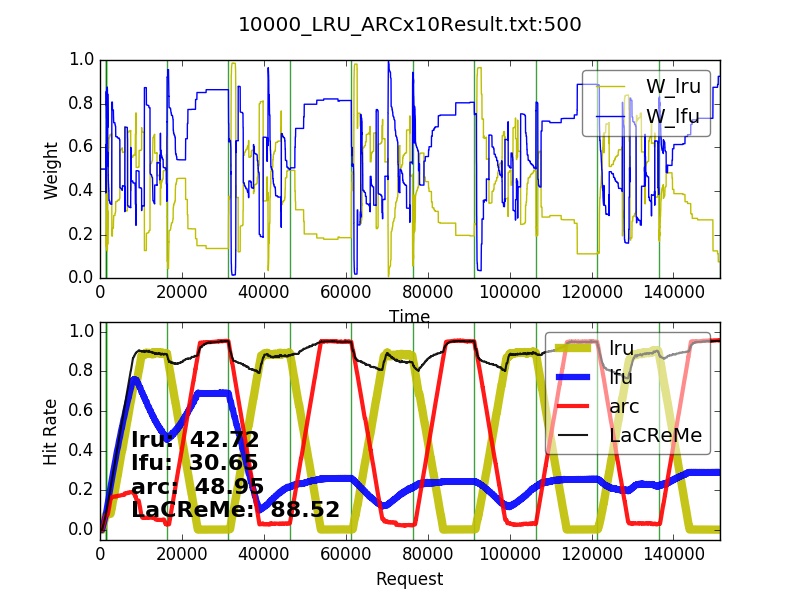 10000_LRU_ARCx10Result.txt:500
1.0
0.8
0.6
0.4
0.2
0.0
Weight
W_lru
W_lfu
0 20000 40000 60000 80000 100000 120000 140000
Time
1.0
0.8
0.6
0.4
0.2
0.0
Hit Rate
lru
lfu
arc
LaCReMe
lru: 42.72
lfu: 30.65
arc: 48.95
LaCReMe: 88.52
0 20000 40000 60000 80000 100000 120000 140000
Request